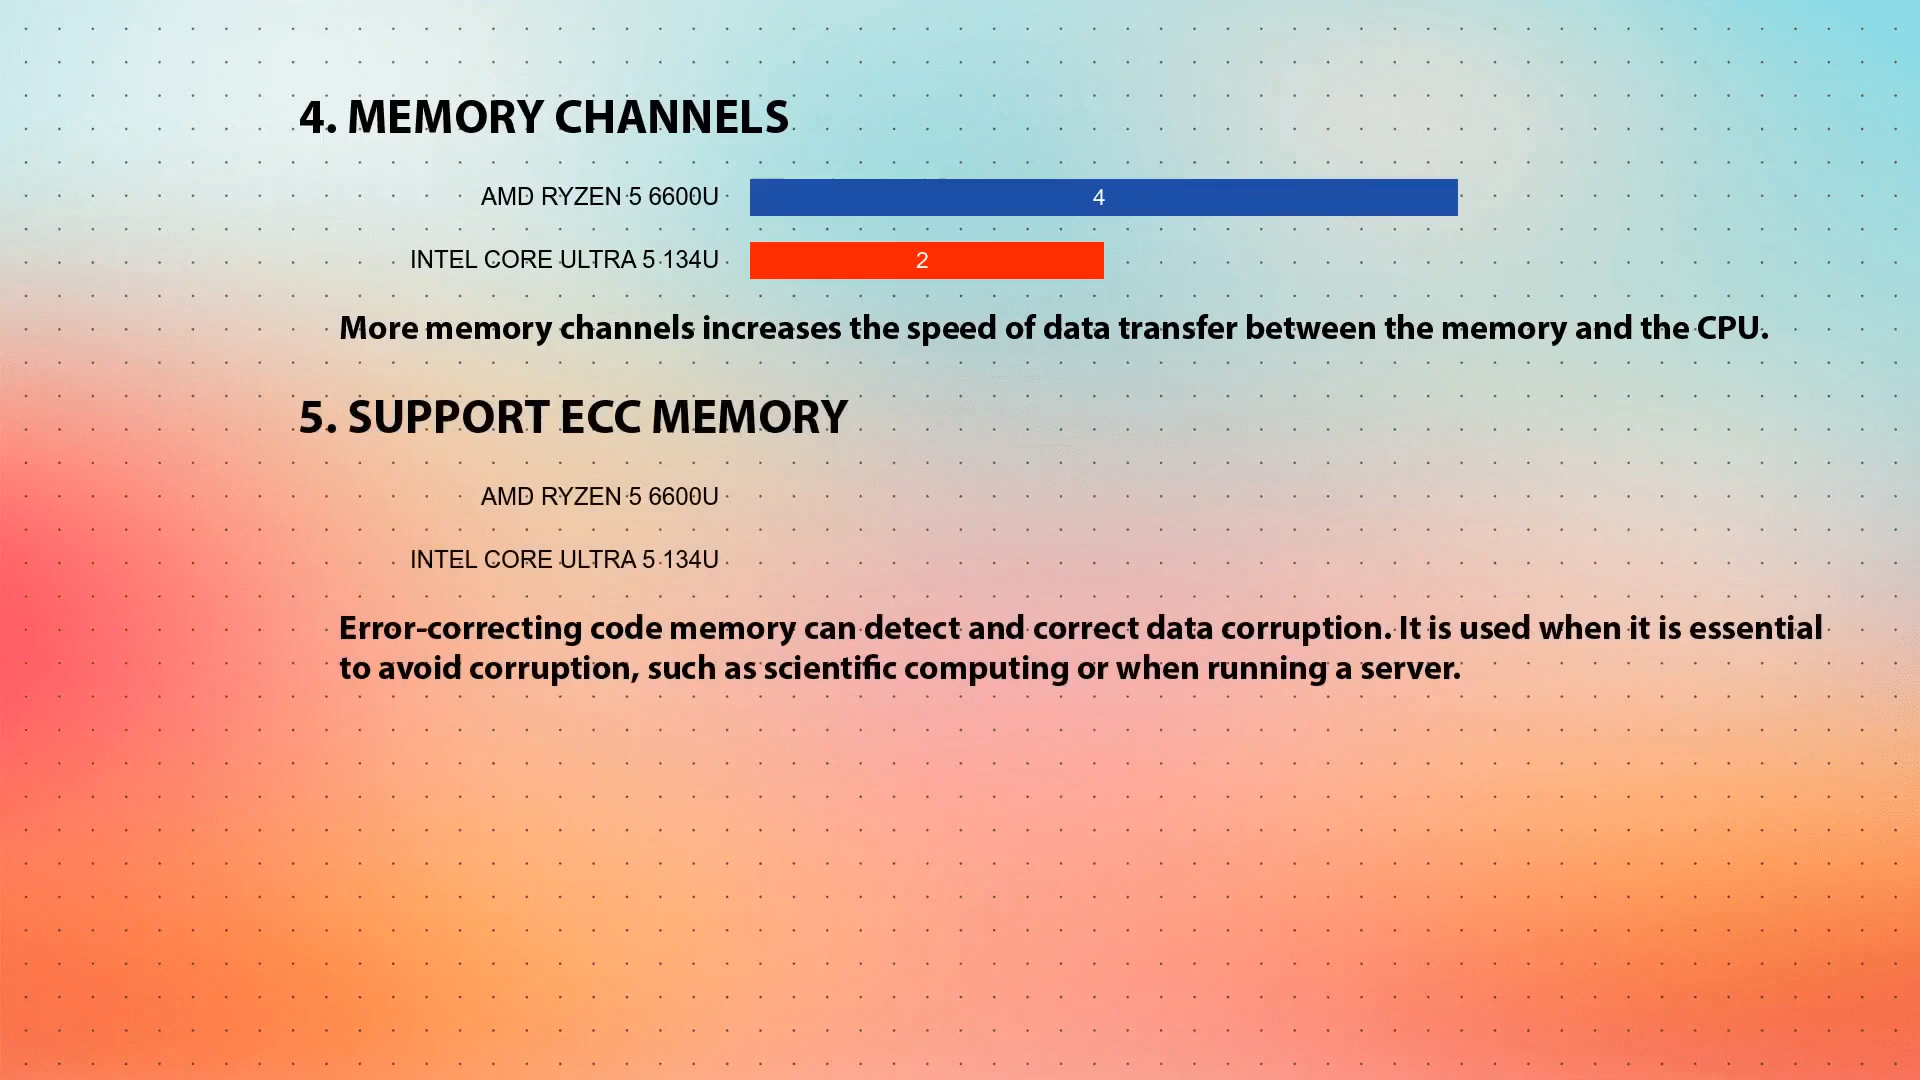 4. MEMORY CHANNELS
AMD RYZEN 5 6600U
4
INTEL CORE ULTRA 5 134U
2
More memory channels increases the speed of data transfer between the memory and the CPU.
5. SUPPORT ECC MEMORY
AMD RYZEN 5 6600U
INTEL CORE ULTRA 5 134U
Error-correcting code memory can detect and correct data corruption. It is used when it is essential
to avoid corruption, such as scientific computing or when running a server.